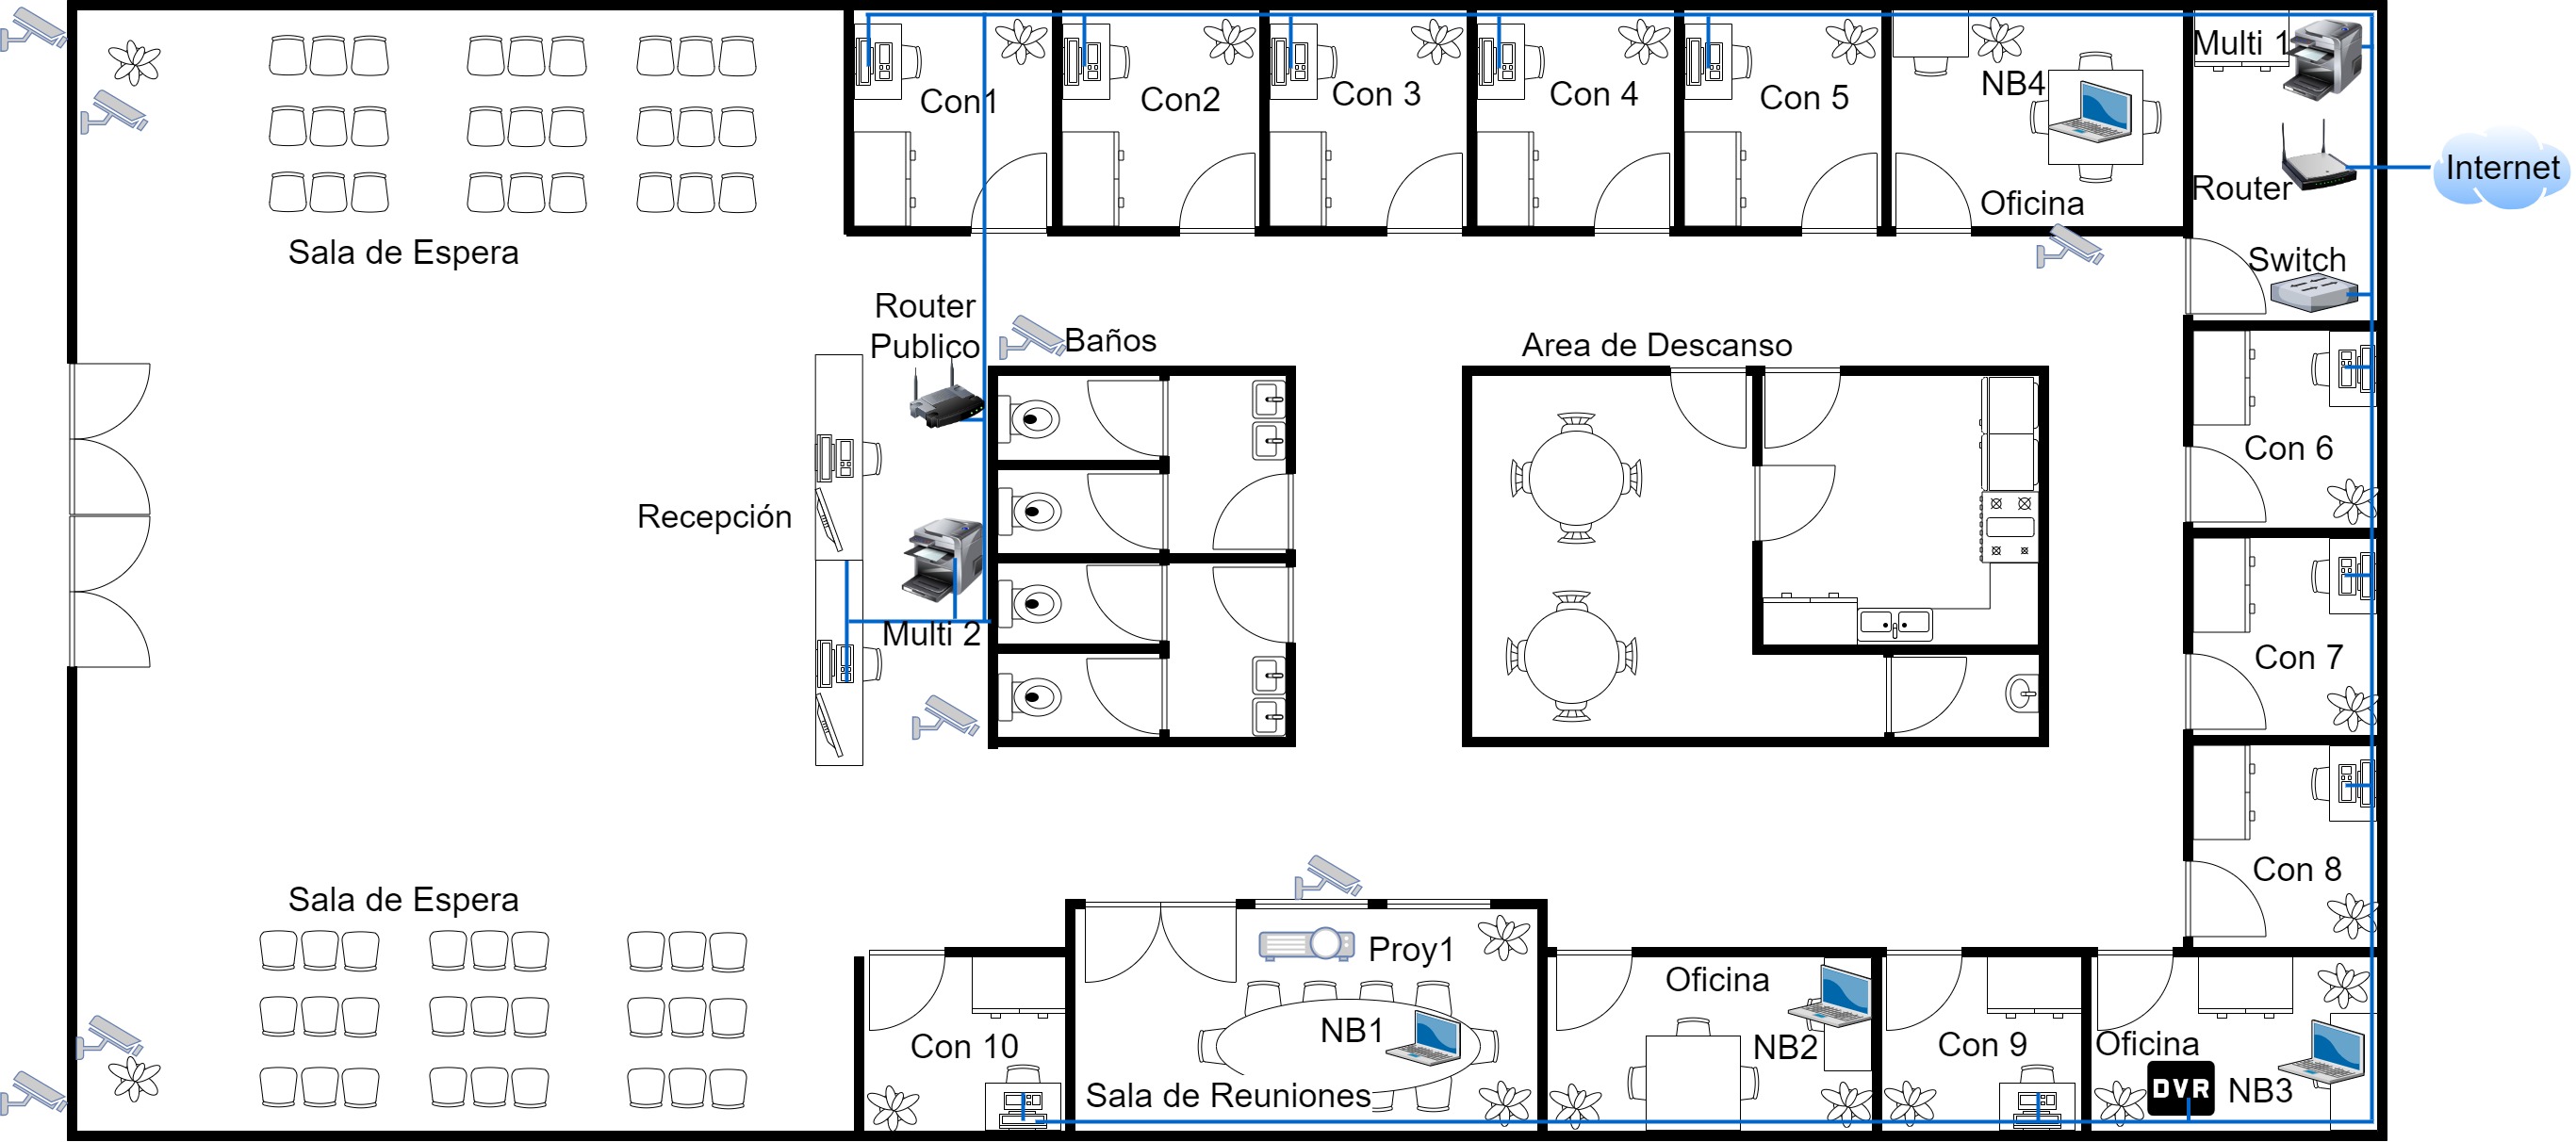 Con1
Con2
Con 3
Con 4
Con 5
NB4
Oficina
Multi 1
Router
Internet
Switch
Sala de Espera
Router
Publico
Baños
Area de Descanso
Con 6
Recepción
Multi 2
Con 7
Con 8
Sala de Espera
Con 10
Proy1
NB1
Sala de Reuniones
Oficina
NB2
Con 9
Oficina
DVR
NB3